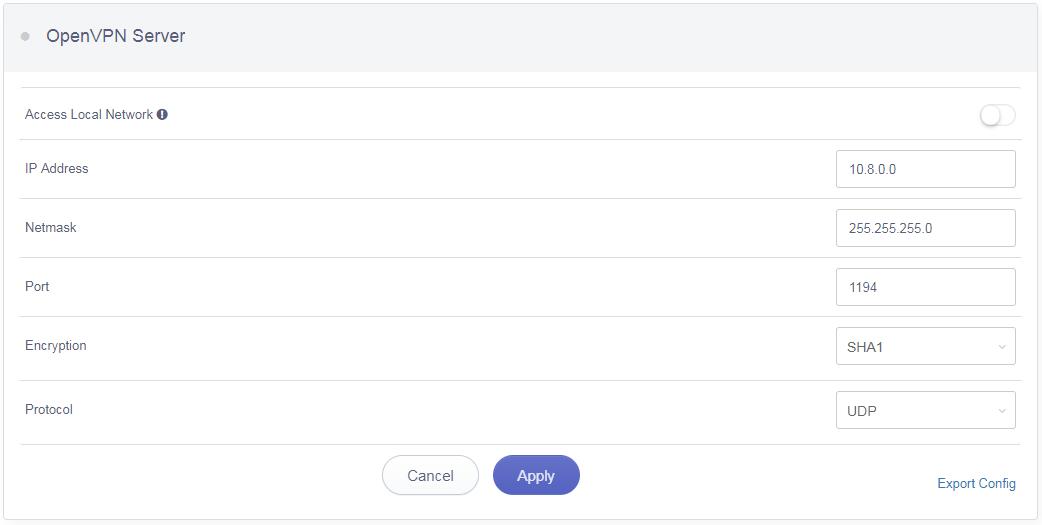 OpenVPN Server
Access Local Network
IP Address 10.8.0.0
Netmask 255.255.255.0
Port 1194
Encryption SHA1
Protocol UDP
Cancel Apply Export Config